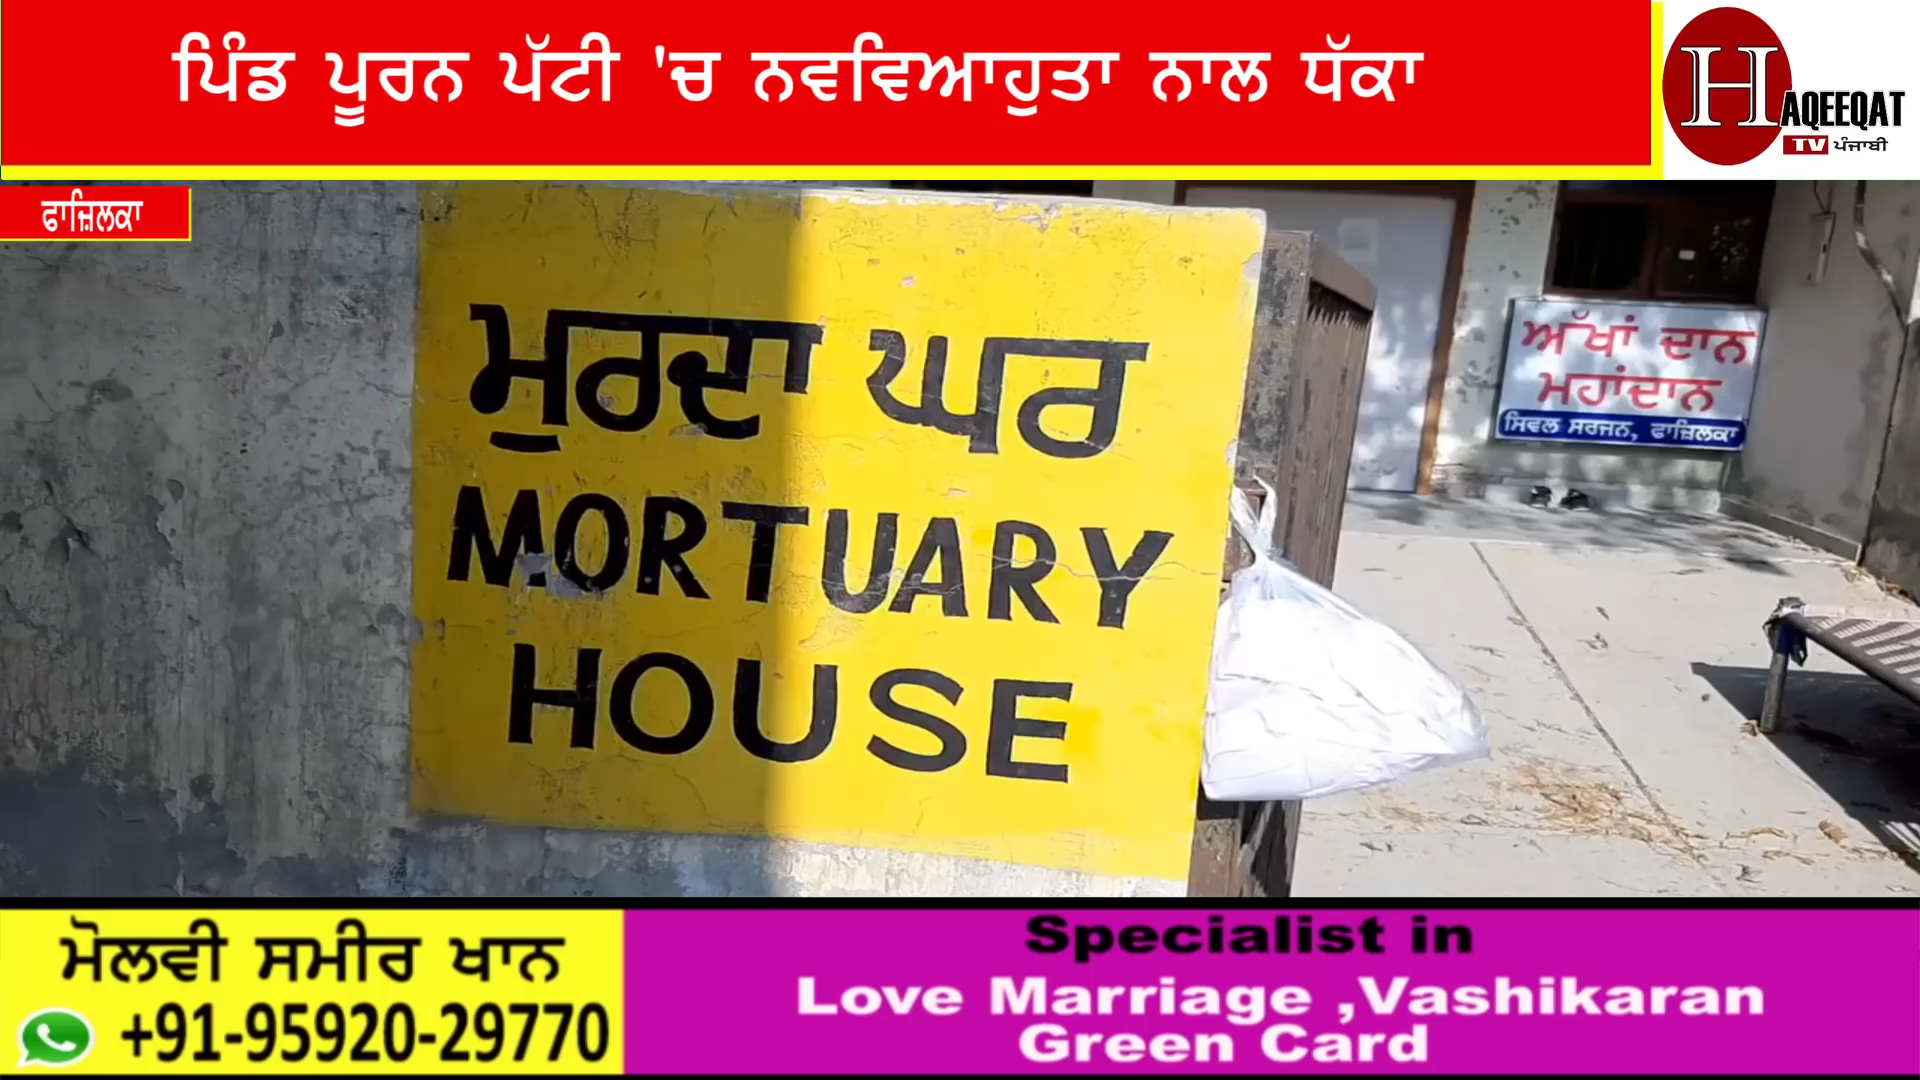 ਪਿੰਡ ਪੂਰਨ ਪੱਟੀ 'ਚ ਨਵਵਿਆਹੁਤਾ ਨਾਲ ਧੱਕਾ
HAQEEQAT
TV ਪੰਜਾਬੀ
ਫਾਜ਼ਿਲਕਾ
ਮੁਰਦਾ ਘਰ
MORTUARY
HOUSE
ਅੱਖਾਂ ਦਾਨ
ਮਹਾਂਦਾਨ
ਸਿਵਲ ਸਰਜਨ, ਫਾਜ਼ਿਲਕਾ
ਮੋਲਵੀ ਸਮੀਰ ਖਾਨ
+91-95920-29770
Specialist in
Love Marriage ,Vashikaran
Green Card